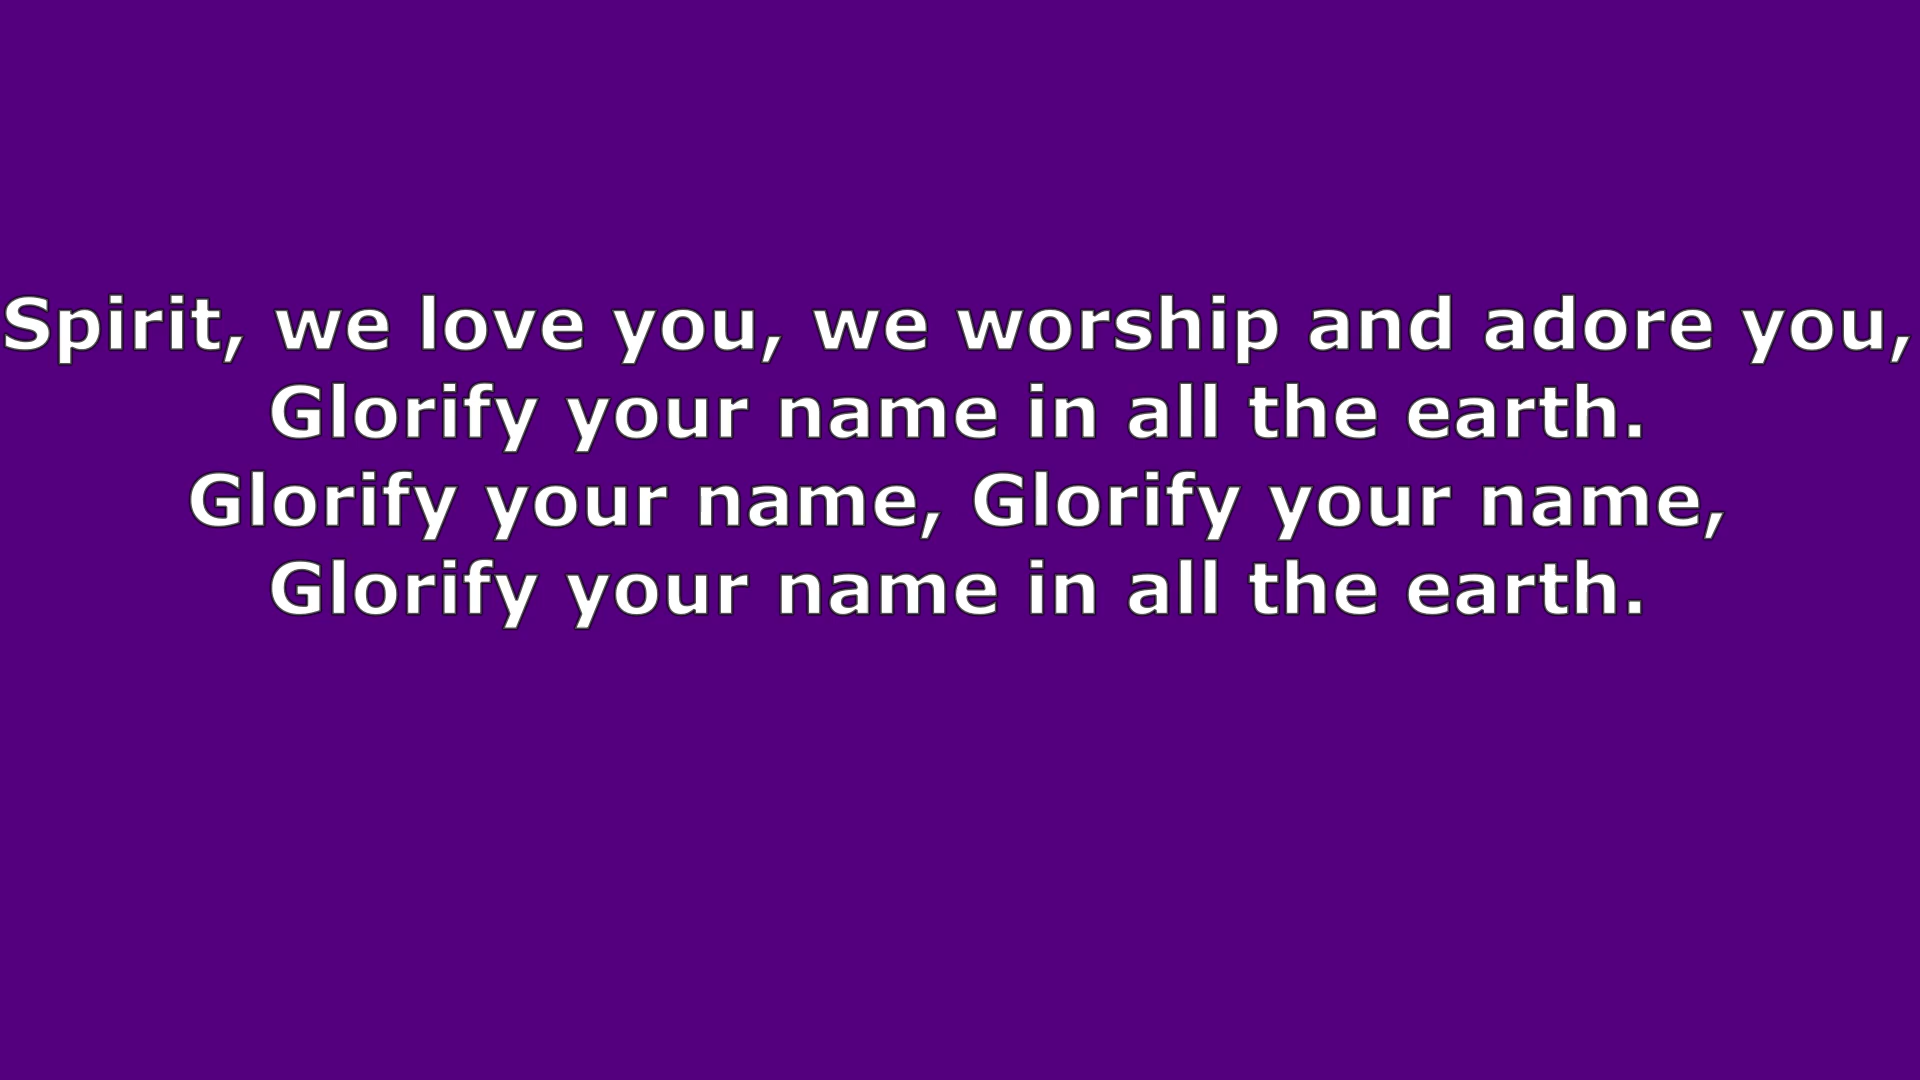 Spirit, we love you, we worship and adore you,
Glorify your name in all the earth.
Glorify your name, Glorify your name,
Glorify your name in all the earth.